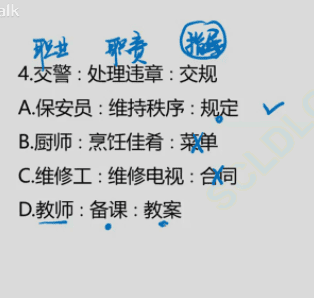 alk
职业 职责 指导
4.交警：处理违章：交规
A.保安员：维持秩序：规定
B.厨师：烹饪佳肴：菜单
C.维修工：维修电视：合同
D.教师：备课：教案